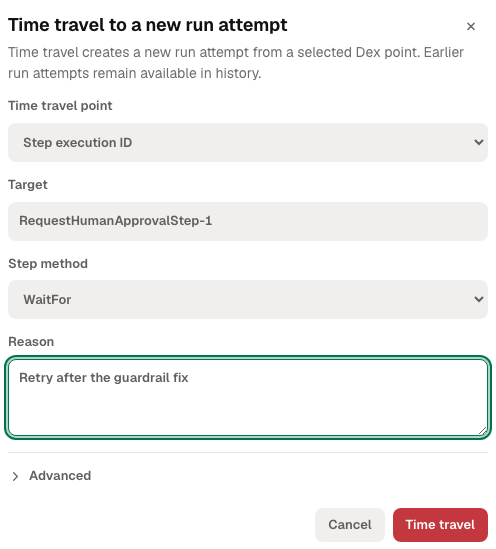 Time travel to a new run attempt
×
Time travel creates a new run attempt from a selected Dex point. Earlier
run attempts remain available in history.
Time travel point
Step execution ID
Target
RequestHumanApprovalStep-1
Step method
WaitFor
Reason
Retry after the guardrail fix
Advanced
Cancel
Time travel